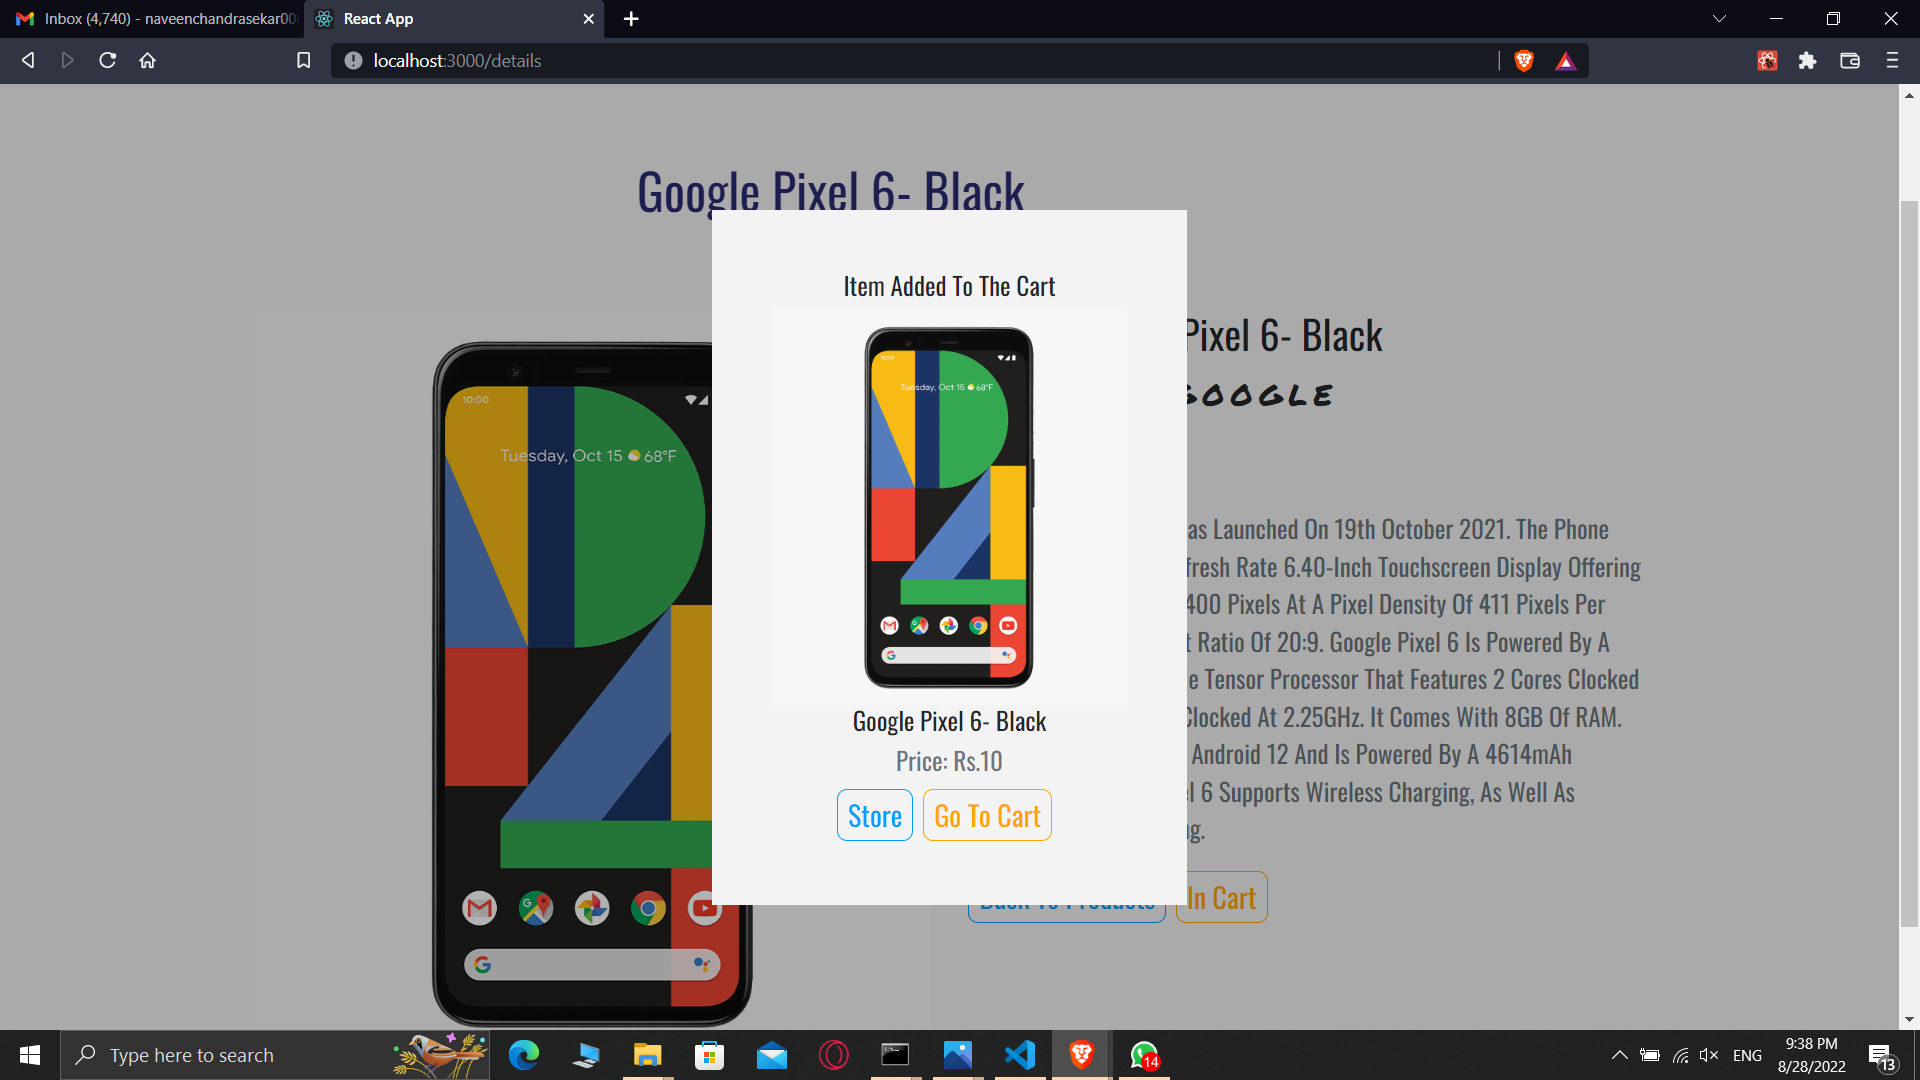 Inbox (4,740) - naveenchandrasekar00
React App
localhost:3000/details
Google Pixel 6- Black
Item Added To The Cart
10:00
Tuesday, Oct 15 68°F
Google Pixel 6- Black
Price: Rs.10
Store
Go To Cart
10:00
Tuesday, Oct 15 68°F
Pixel 6- Black
GOOGLE
as Launched On 19th October 2021. The Phone
fresh Rate 6.40-Inch Touchscreen Display Offering
400 Pixels At A Pixel Density Of 411 Pixels Per
t Ratio Of 20:9. Google Pixel 6 Is Powered By A
e Tensor Processor That Features 2 Cores Clocked
Clocked At 2.25GHz. It Comes With 8GB Of RAM.
Android 12 And Is Powered By A 4614mAh
l 6 Supports Wireless Charging, As Well As
ng.
Back To Products
In Cart
Type here to search
14
ENG
9:38 PM
8/28/2022
13